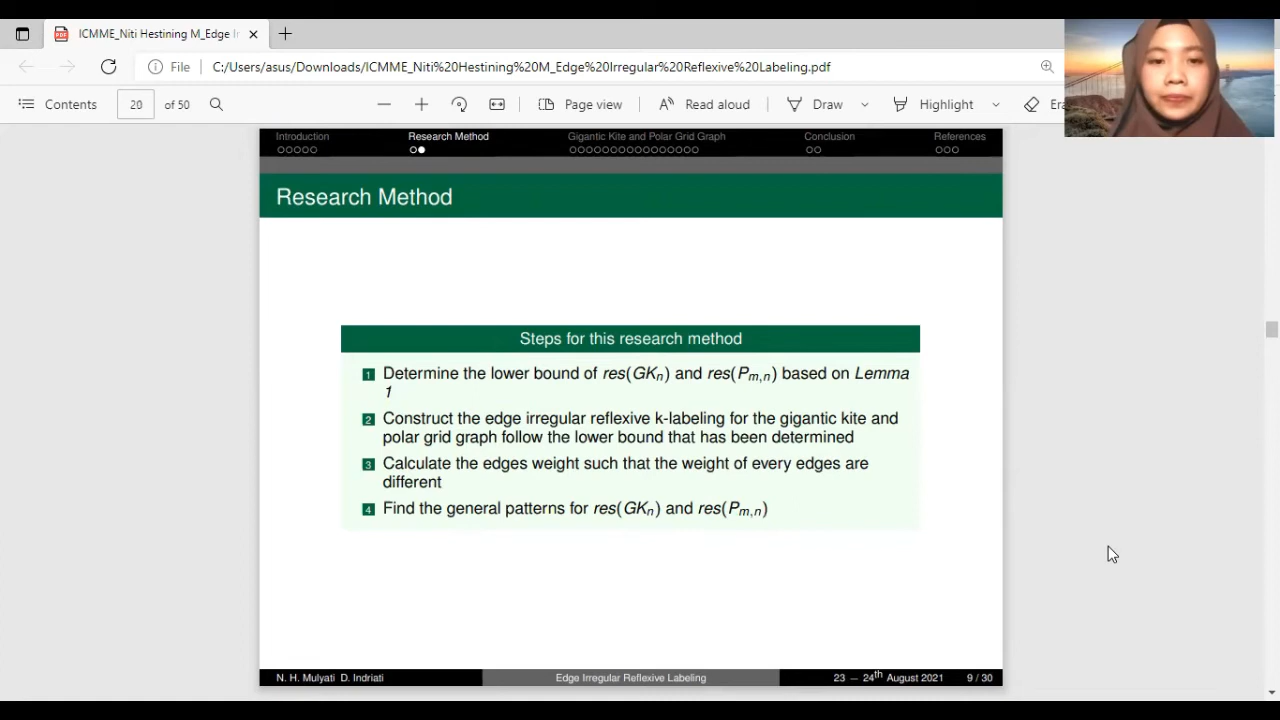 ICMME_Niti Hestining M_Edge Ir
File
C:/Users/asus/Downloads/ICMME_Niti%20Hestining%20M_Edge%20Irregular%20Reflexive%20Labeling.pdf
Contents
20
of 50
Page view
Read aloud
Draw
Highlight
Era
Introduction
Research Method
Gigantic Kite and Polar Grid Graph
Conclusion
References
Research Method
Steps for this research method
1 Determine the lower bound of res(GKn) and res(Pm,n) based on Lemma
1
2 Construct the edge irregular reflexive k-labeling for the gigantic kite and
polar grid graph follow the lower bound that has been determined
3 Calculate the edges weight such that the weight of every edges are
different
4 Find the general patterns for res(GKn) and res(Pm,n)
N. H. Mulyati D. Indriati
Edge Irregular Reflexive Labeling
23 – 24th August 2021
9 / 30